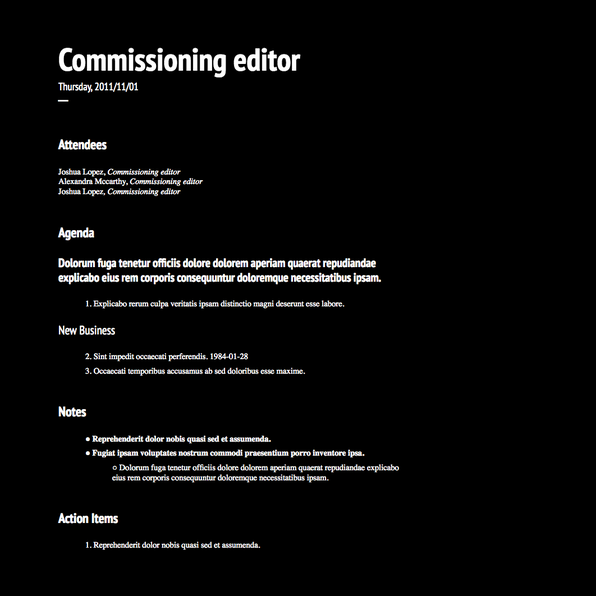 Commissioning editor
Thursday, 2011/11/01
—
Attendees
Joshua Lopez, Commissioning editor
Alexandra Mccarthy, Commissioning editor
Joshua Lopez, Commissioning editor
Agenda
Dolorum fuga tenetur officiis dolore dolorem aperiam quaerat repudiandae
explicabo eius rem corporis consequuntur doloremque necessitatibus ipsam.
1. Explicabo rerum culpa veritatis ipsam distinctio magni deserunt esse labore.
New Business
2. Sint impedit occaecati perferendis. 1984-01-28
3. Occaecati temporibus accusamus ab sed doloribus esse maxime.
Notes
● Reprehenderit dolor nobis quasi sed et assumenda.
● Fugiat ipsam voluptates nostrum commodi praesentium porro inventore ipsa.
○ Dolorum fuga tenetur officiis dolore dolorem aperiam quaerat repudiandae explicabo
eius rem corporis consequuntur doloremque necessitatibus ipsam.
Action Items
1. Reprehenderit dolor nobis quasi sed et assumenda.